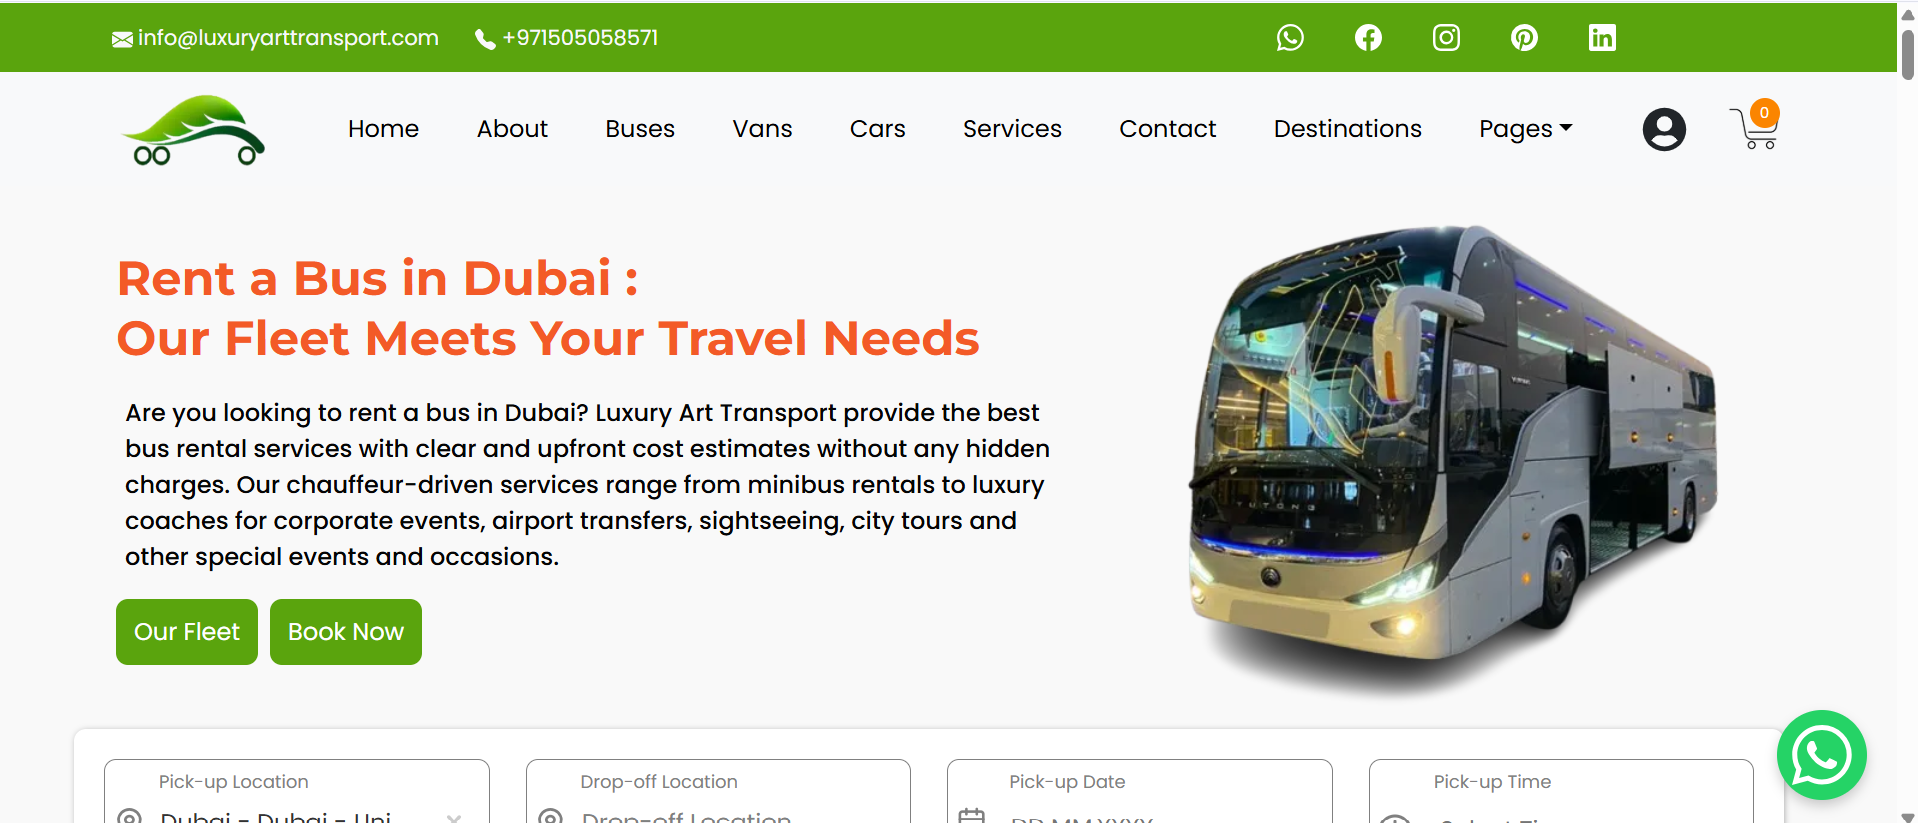 info@luxuryarttransport.com +971505058571
Home About Buses Vans Cars Services Contact Destinations Pages 0
Rent a Bus in Dubai :
Our Fleet Meets Your Travel Needs
Are you looking to rent a bus in Dubai? Luxury Art Transport provide the best
bus rental services with clear and upfront cost estimates without any hidden
charges. Our chauffeur-driven services range from minibus rentals to luxury
coaches for corporate events, airport transfers, sightseeing, city tours and
other special events and occasions.
YUTONG
Our Fleet Book Now
Pick-up Location Drop-off Location Pick-up Date Pick-up Time
Dubai - Dubai - Uni Drop-off Location DD MM YYYY